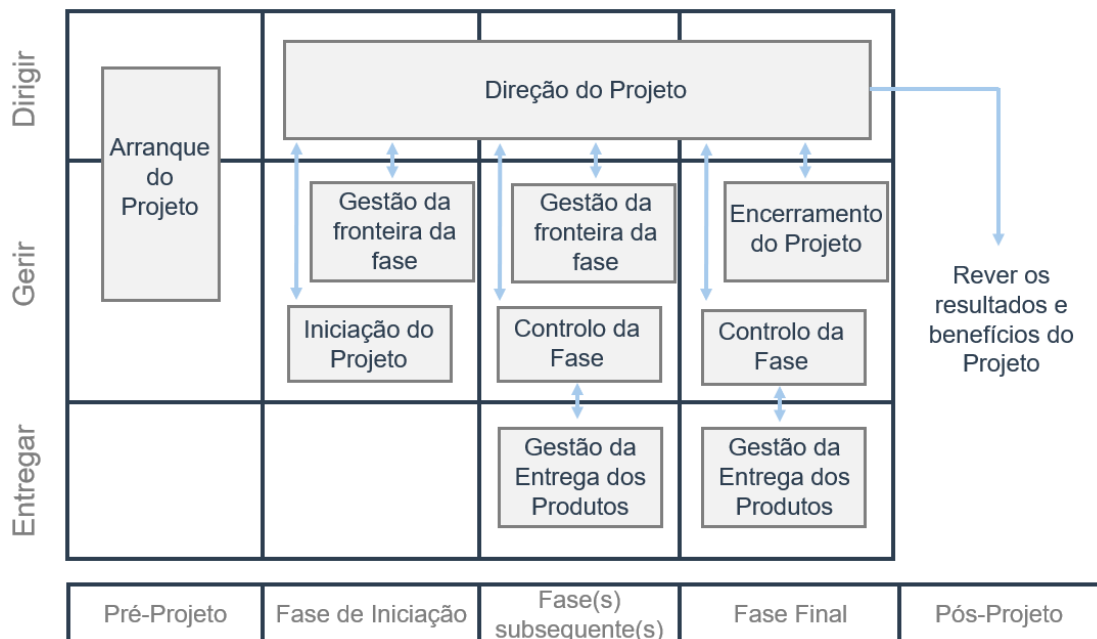 Dirigir
Direção do Projeto
Arranque
do
Projeto
Gerir
Gestão da
fronteira da
fase
Gestão da
fronteira da
fase
Encerramento
do Projeto
Rever os
resultados e
benefícios do
Projeto
Iniciação do
Projeto
Controlo da
Fase
Controlo da
Fase
Entregar
Gestão da
Entrega dos
Produtos
Gestão da
Entrega dos
Produtos
Pré-Projeto
Fase de Iniciação
Fase(s)
subsequente(s)
Fase Final
Pós-Projeto